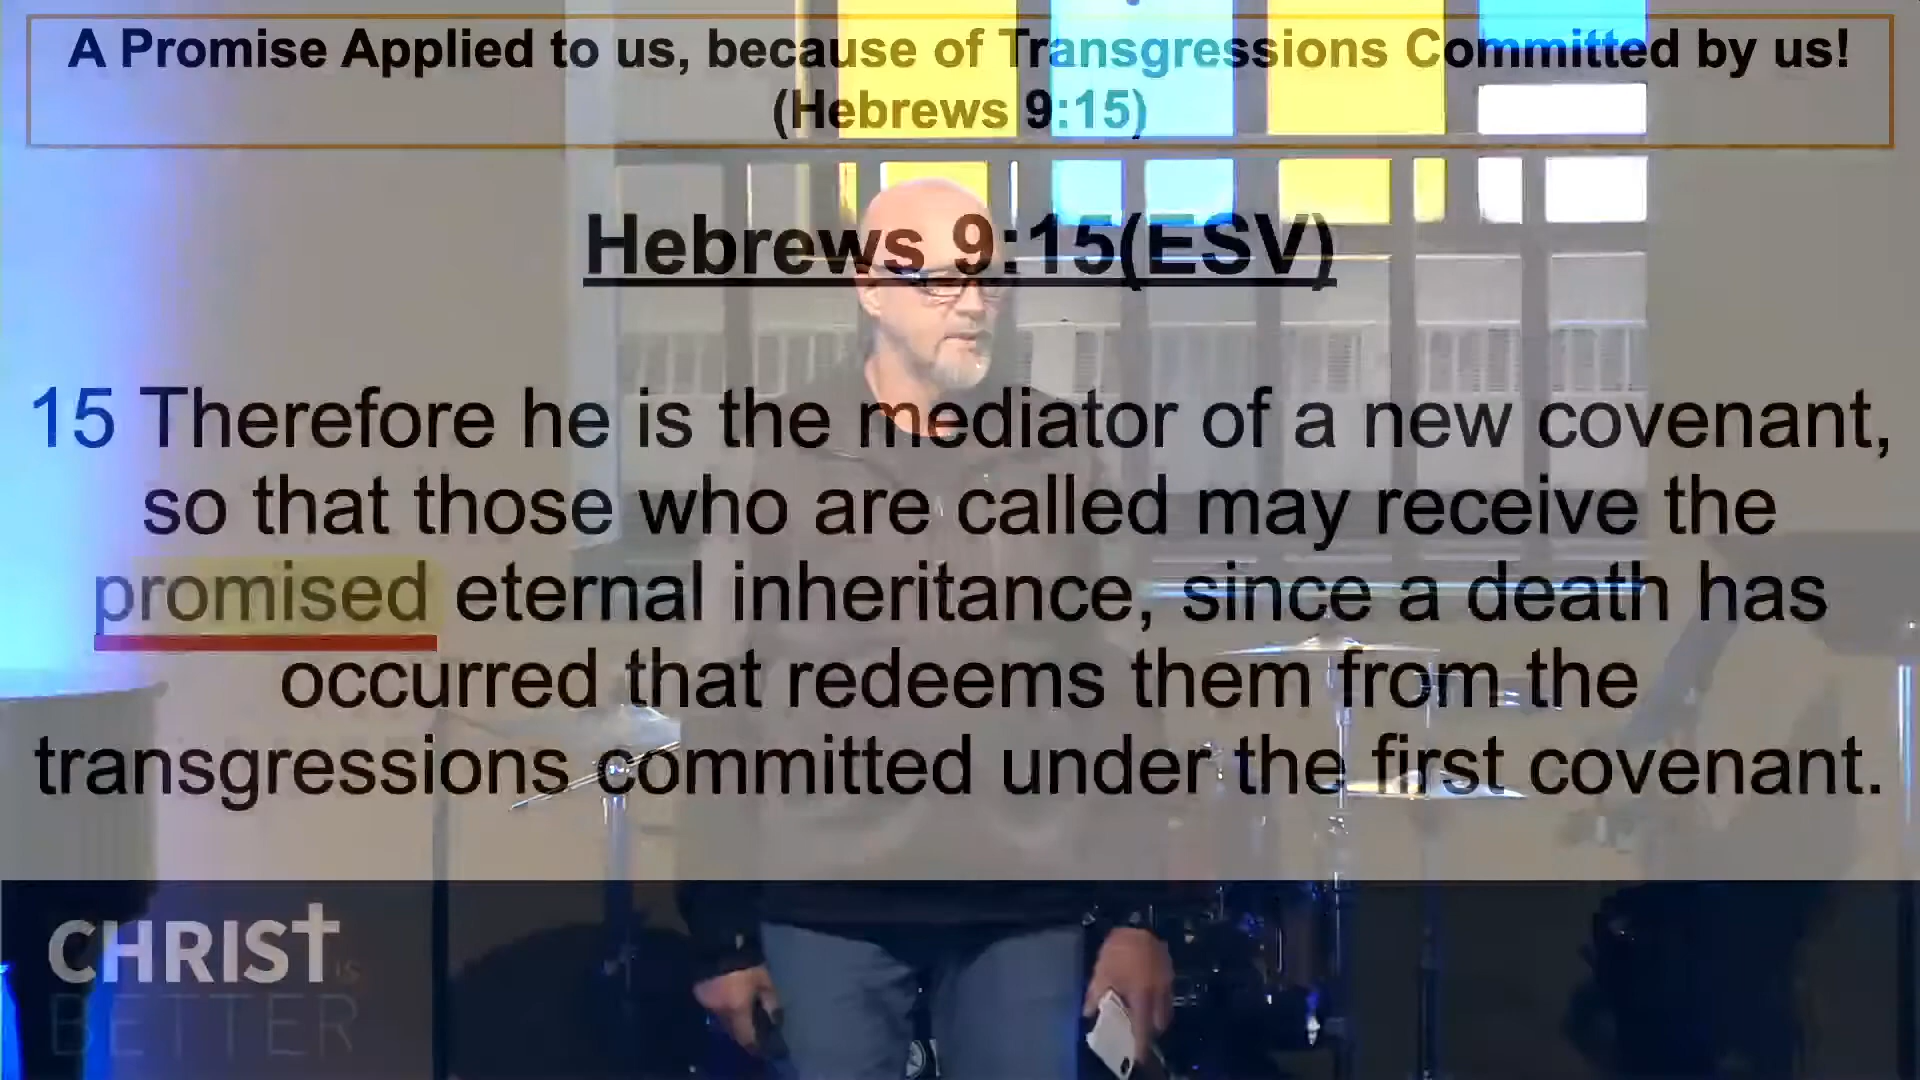 A Promise Applied to us, because of Transgressions Committed by us!
(Hebrews 9:15)
Hebrews 9:15(ESV)
15 Therefore he is the mediator of a new covenant,
so that those who are called may receive the
promised eternal inheritance, since a death has
occurred that redeems them from the
transgressions committed under the first covenant.
CHRIST
IS
BETTER